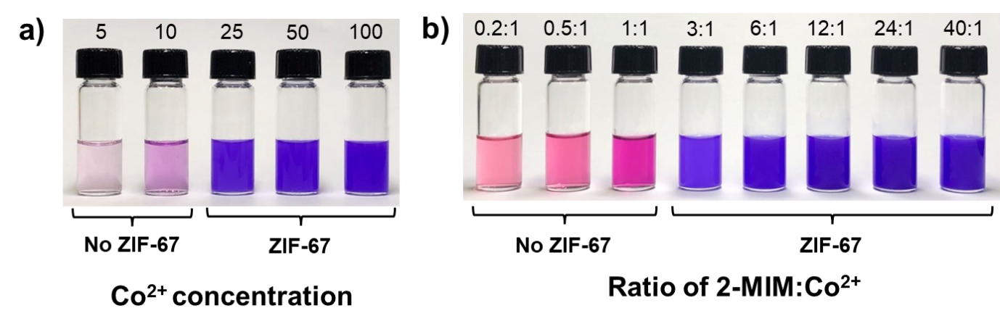 a)
5 10 25 50 100
No ZIF-67 ZIF-67
Co²⁺ concentration
b)
0.2:1 0.5:1 1:1 3:1 6:1 12:1 24:1 40:1
No ZIF-67 ZIF-67
Ratio of 2-MIM:Co²⁺